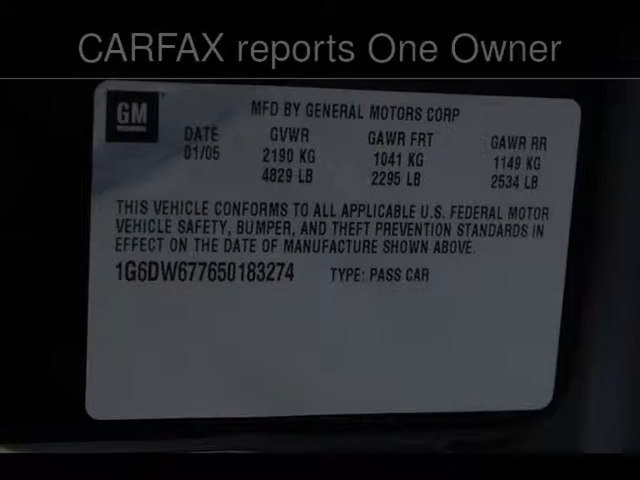 CARFAX reports One Owner
GM
MFD BY GENERAL MOTORS CORP
DATE GVWR GAWR FRT GAWR RR
01/05 2190 KG 1041 KG 1149 KG
4829 LB 2295 LB 2534 LB
THIS VEHICLE CONFORMS TO ALL APPLICABLE U.S. FEDERAL MOTOR
VEHICLE SAFETY, BUMPER, AND THEFT PREVENTION STANDARDS IN
EFFECT ON THE DATE OF MANUFACTURE SHOWN ABOVE.
1G6DW677650183274 TYPE: PASS CAR